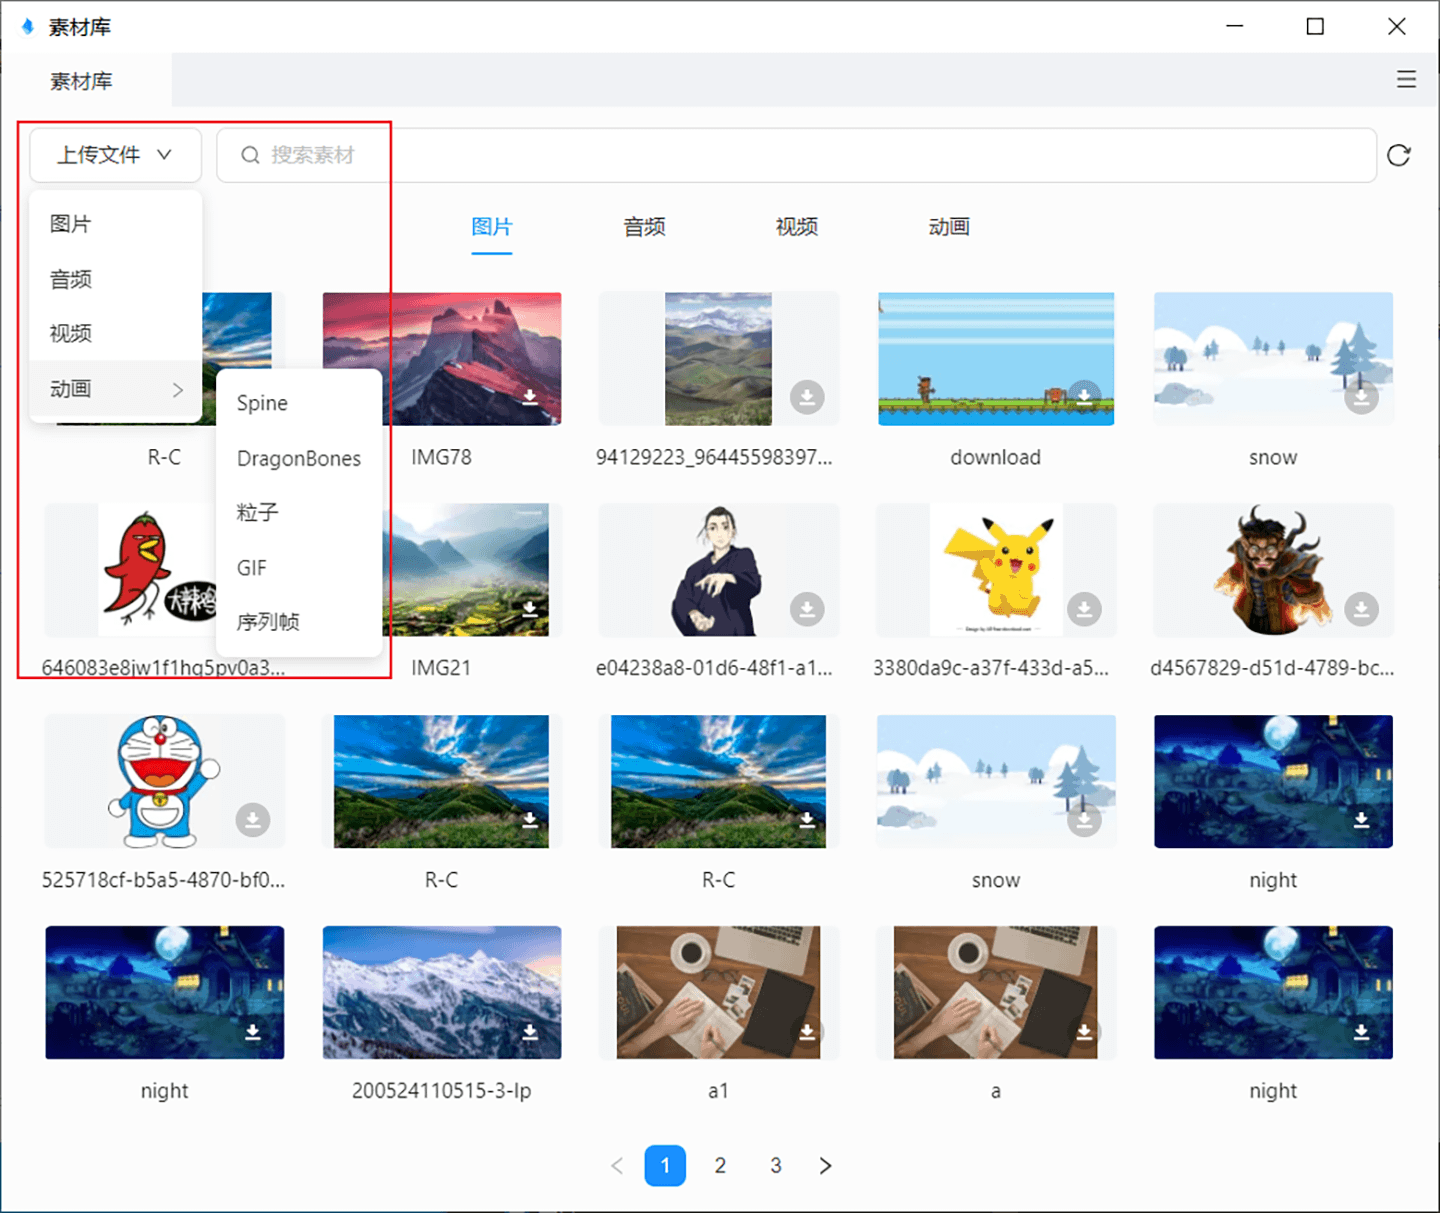 素材库
素材库
上传文件
搜索素材
图片
音频
视频
动画
图片
音频
视频
动画
Spine
DragonBones
粒子
GIF
序列帧
R-C
IMG78
94129223_96445598397...
download
snow
大辣鸡
646083e8jw1f1hg5pv0a3...
IMG21
e04238a8-01d6-48f1-a1...
3380da9c-a37f-433d-a5...
d4567829-d51d-4789-bc...
525718cf-b5a5-4870-bf0...
R-C
R-C
snow
night
night
200524110515-3-lp
a1
a
night
1
2
3